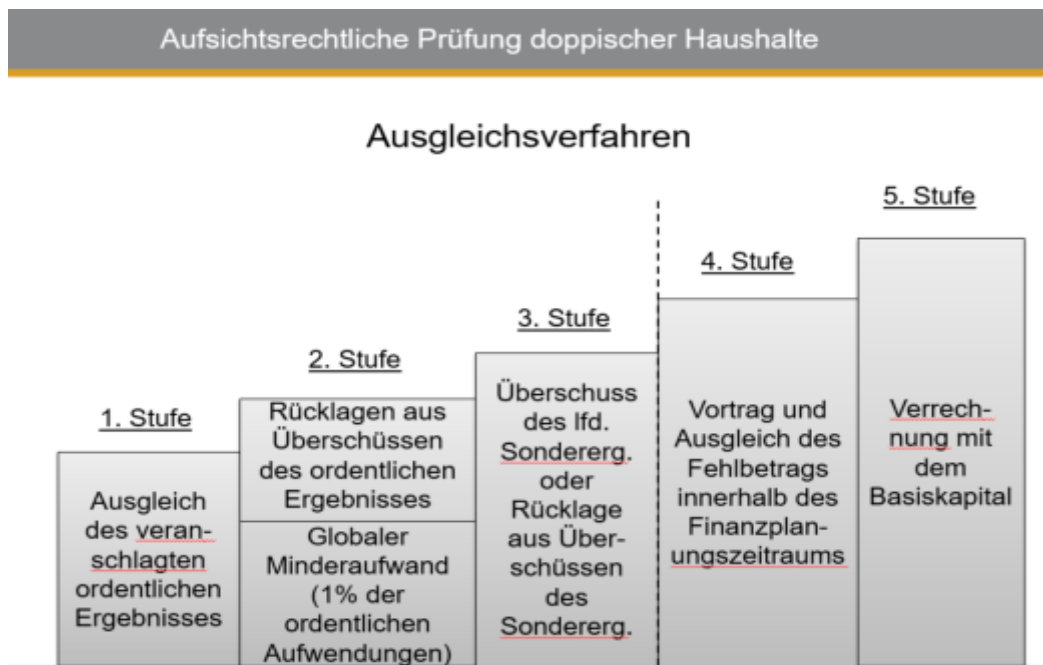 Aufsichtsrechtliche Prüfung doppischer Haushalte
Ausgleichsverfahren
1. Stufe
Ausgleich
des veran-
schlagten
ordentlichen
Ergebnisses
2. Stufe
Rücklagen aus
Überschüssen
des ordentlichen
Ergebnisses
Globaler
Minderaufwand
(1% der
ordentlichen
Aufwendungen)
3. Stufe
Überschuss
des lfd.
Sondererg.
oder
Rücklage
aus Über-
schüssen
des
Sondererg.
4. Stufe
Vortrag und
Ausgleich des
Fehlbetrags
innerhalb des
Finanzplan-
ungszeitraums
5. Stufe
Verrech-
nung mit
dem
Basiskapital